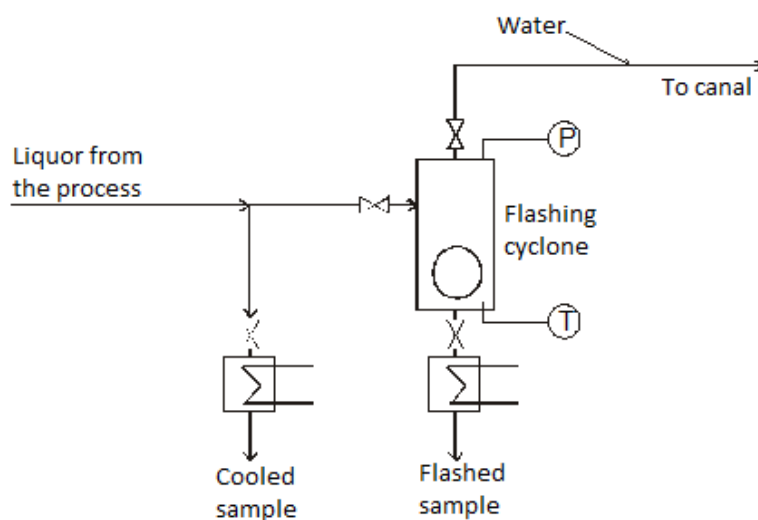 Water
To canal
P
Liquor from
the process
Flashing
cyclone
T
Cooled
sample
Flashed
sample